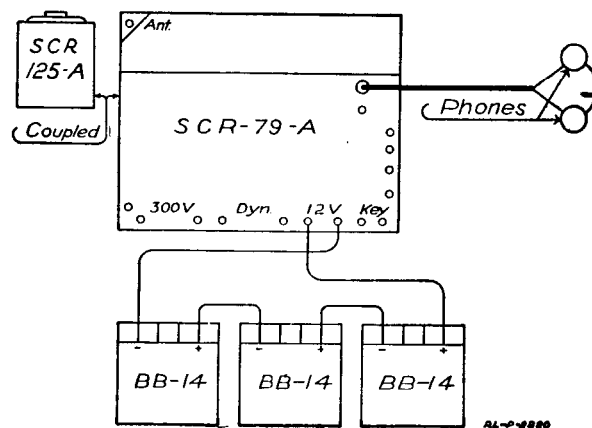 SCR
125-A
Ant.
Coupled
SCR-79-A
Phones
300V Dyn. 12V Key
- + - + - +
BB-14 BB-14 BB-14